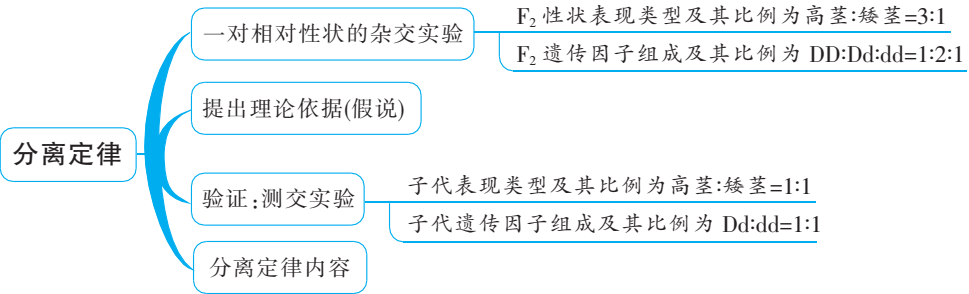 分离定律
一对相对性状的杂交实验
F₂性状表现类型及其比例为高茎:矮茎=3:1
F₂遗传因子组成及其比例为 DD:Dd:dd=1:2:1
提出理论依据(假说)
验证:测交实验
子代表现类型及其比例为高茎:矮茎=1:1
子代遗传因子组成及其比例为 Dd:dd=1:1
分离定律内容